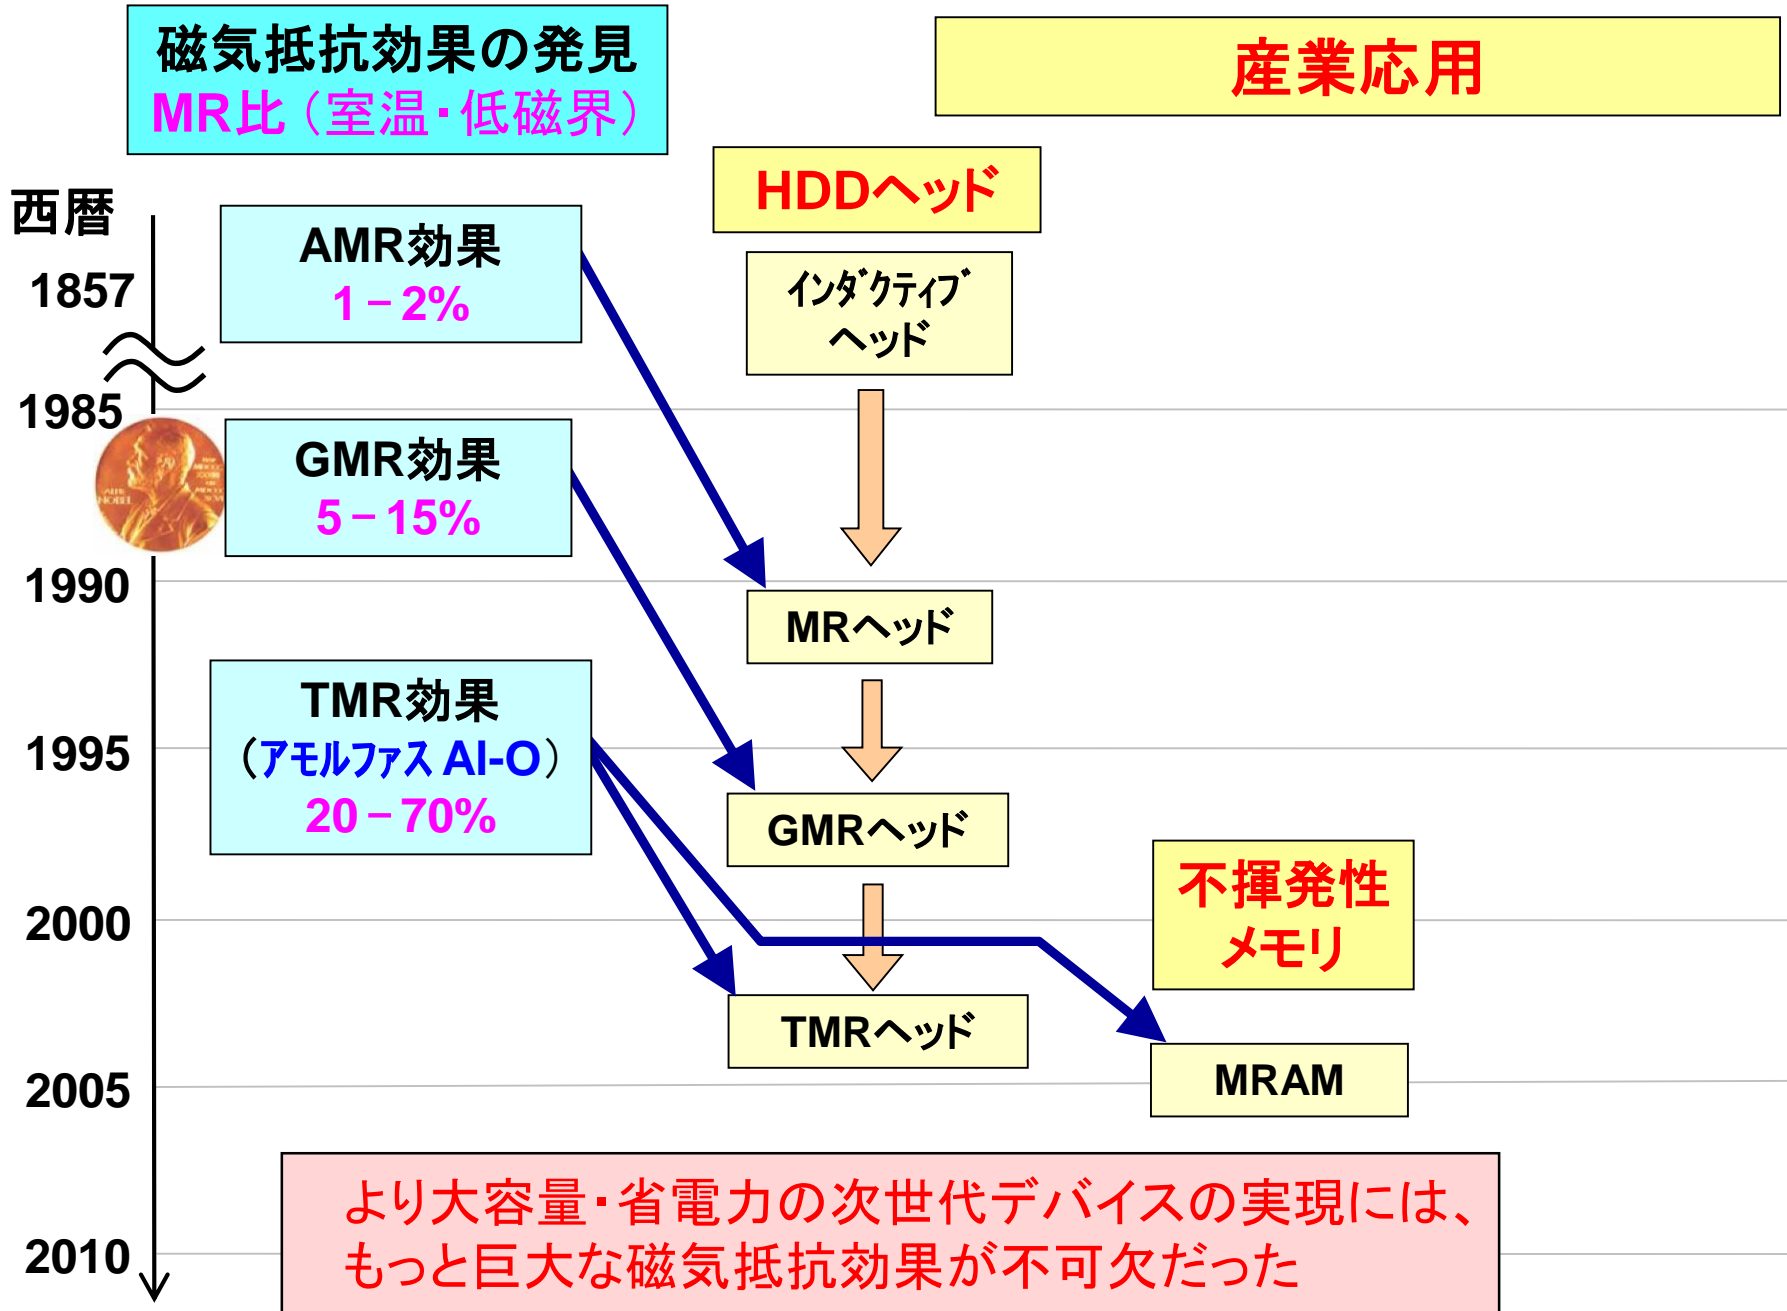 磁気抵抗効果の発見
MR比（室温・低磁界）
産業応用
HDDヘッド
西暦
1857
AMR効果
1－2%
インダクティブ
ヘッド
1985
GMR効果
5－15%
1990
MRヘッド
TMR効果
（アモルファス Al-O）
20－70%
1995
GMRヘッド
不揮発性
メモリ
2000
TMRヘッド
MRAM
2005
より大容量・省電力の次世代デバイスの実現には、
もっと巨大な磁気抵抗効果が不可欠だった
2010